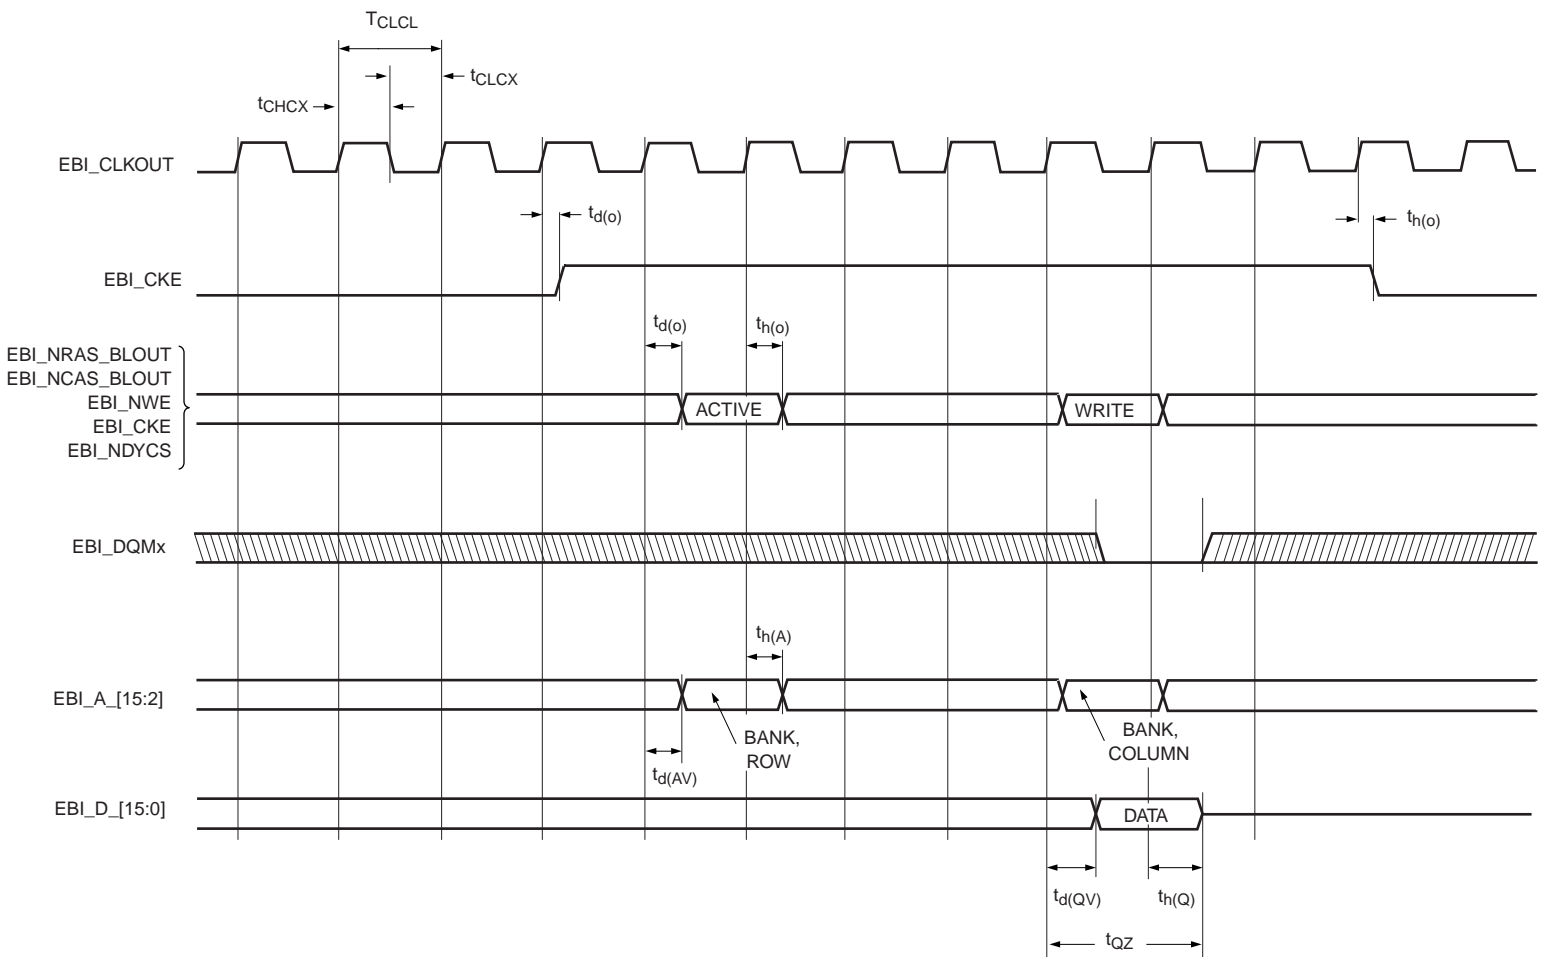 TCLCL
tCLCX
tCHCX
EBI_CLKOUT
td(o)
th(o)
EBI_CKE
td(o)
th(o)
EBI_NRAS_BLOUT
EBI_NCAS_BLOUT
EBI_NWE
EBI_CKE
EBI_NDYCS
ACTIVE
WRITE
EBI_DQMx
th(A)
EBI_A_[15:2]
BANK,
ROW
BANK,
COLUMN
td(AV)
EBI_D_[15:0]
DATA
td(QV)
th(Q)
tQZ